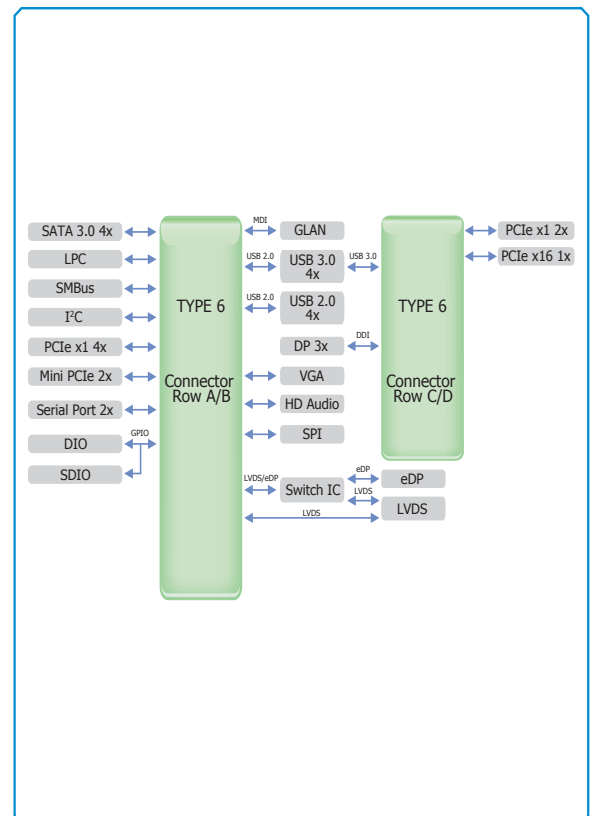 SATA 3.0 4x
LPC
SMBus
I²C
PCIe x1 4x
Mini PCIe 2x
Serial Port 2x
DIO
GPIO
SDIO
TYPE 6
Connector
Row A/B
MDI
GLAN
USB 2.0
USB 3.0
4x
USB 3.0
USB 2.0
USB 2.0
4x
DP 3x
DDI
VGA
HD Audio
SPI
LVDS/eDP
Switch IC
eDP
eDP
LVDS
LVDS
LVDS
TYPE 6
Connector
Row C/D
PCIe x1 2x
PCIe x16 1x